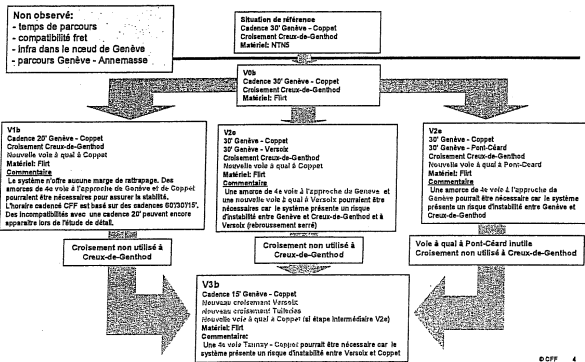 Non observé:
- temps de parcours
- compatibilité fret
- infra dans le nœud de Genève
- parcours Genève - Annemasse
Situation de référence
Cadence 30' Genève - Coppet
Croisement Creux-de-Genthod
Matériel: NTN5
V0b
Cadence 30' Genève - Coppet
Croisement Creux-de-Genthod
Matériel: Flirt
V1b
Cadence 20' Genève - Coppet
Croisement Creux-de-Genthod
Nouvelle voie à quai à Coppet
Matériel: Flirt
Commentaire
Le système n'offre aucune marge de rattrapage. Des
amorces de 4e voie à l'approche de Genève et de Coppet
pourraient être nécessaires pour assurer la stabilité.
L'horaire cadencé CFF est basé sur des cadences 60'/30'/15'.
Des incompatibilités avec une cadence 20' peuvent encore
apparaître lors de l'étude de détail.
V2e
30' Genève - Coppet
30' Genève - Versoix
Croisement Creux-de-Genthod
Nouvelle voie à quai à Coppet
Matériel: Flirt
Commentaire
Une amorce de 4e voie à l'approche de Genève et
une nouvelle voie à quai à Versoix pourraient être
nécessaires car le système présente un risque
d'instabilité entre Genève et Creux-de-Genthod et à
Versoix (rebroussement serré)
V2a
30' Genève - Coppet
30' Genève - Pont-Céard
Croisement Creux-de-Genthod
Nouvelle voie à quai à Pont-Céard
Matériel: Flirt
Commentaire
Une amorce de 4e voie à l'approche de
Genève pourrait être nécessaire car le système
présente un risque d'instabilité entre Genève et
Creux-de-Genthod
Croisement non utilisé à
Creux-de-Genthod
Croisement non utilisé à
Creux-de-Genthod
Voie à quai à Pont-Céard inutile
Croisement non utilisé à Creux-de-Genthod
V3b
Cadence 15' Genève - Coppet
Nouveau croisement Versoix
Nouveau croisement Tuileries
Nouvelle voie à quai à Coppet (si étape intermédiaire V2e)
Matériel: Flirt
Commentaire:
Une 4e voie Tannay - Coppet pourrait être nécessaire car le
système présente un risque d'instabilité entre Versoix et Coppet
© CFF 4